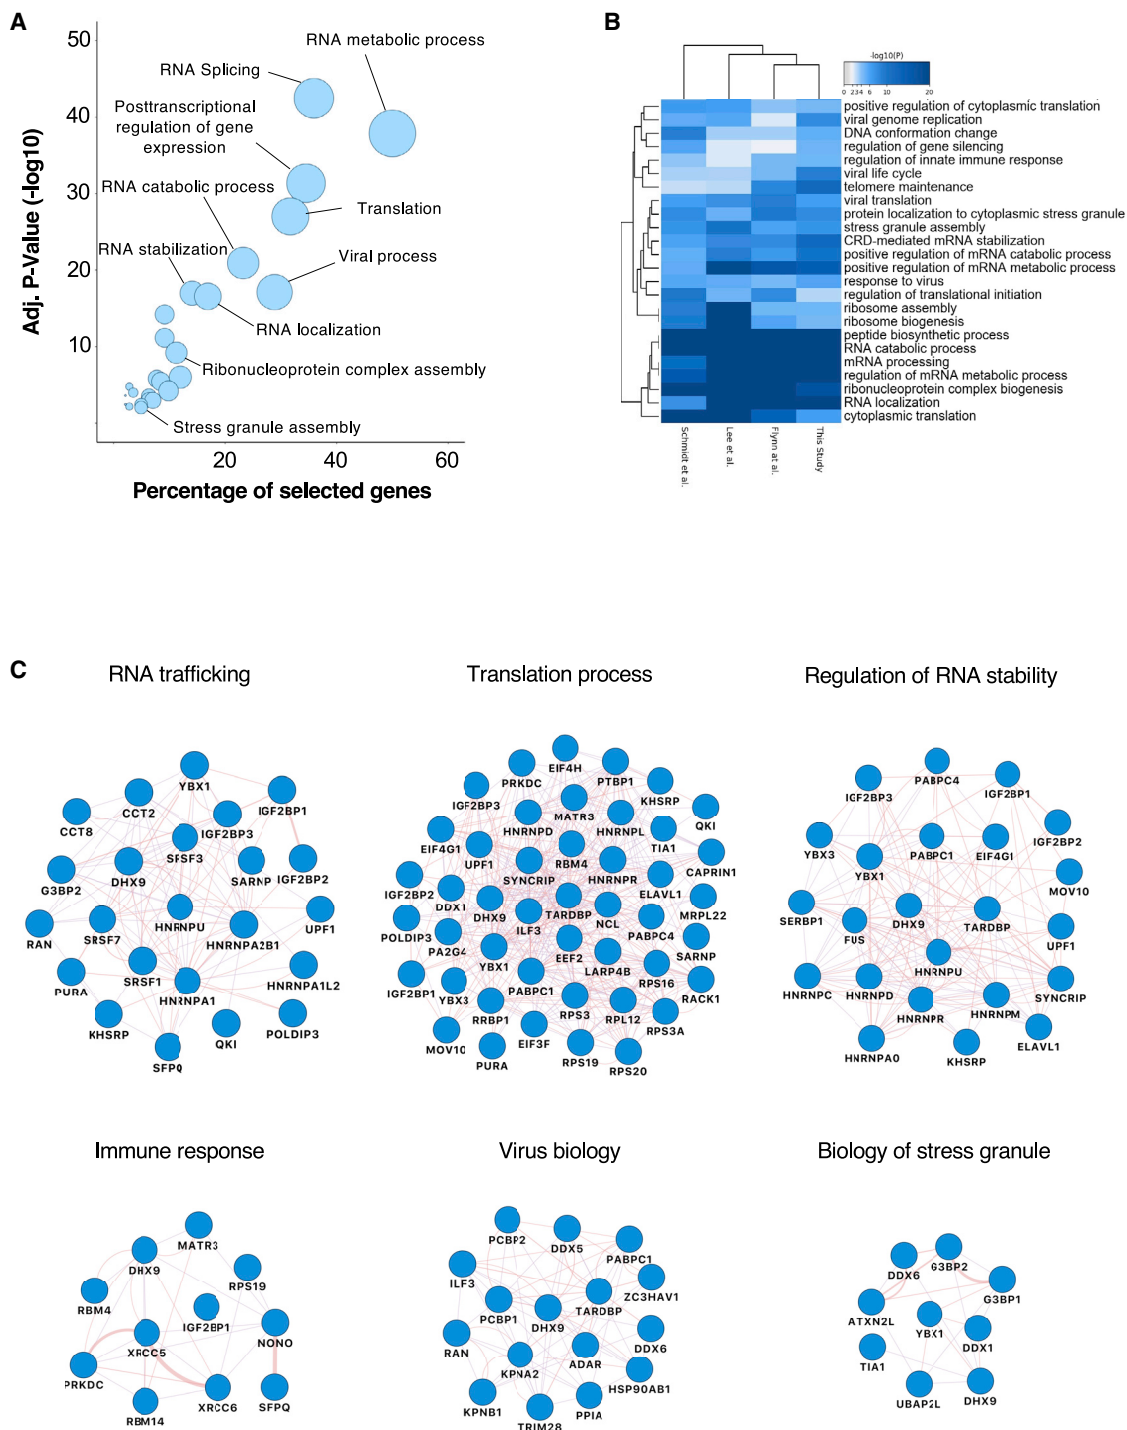 A
50
40
30
20
10
Adj. P-Value (-log10)
RNA metabolic process
RNA Splicing
Posttranscriptional
regulation of gene
expression
RNA catabolic process
Translation
RNA stabilization
Viral process
RNA localization
Ribonucleoprotein complex assembly
Stress granule assembly
20
40
60
Percentage of selected genes
B
-log10(P)
0 2 3 4 6 10 20
positive regulation of cytoplasmic translation
viral genome replication
DNA conformation change
regulation of gene silencing
regulation of innate immune response
viral life cycle
telomere maintenance
viral translation
protein localization to cytoplasmic stress granule
stress granule assembly
CRD-mediated mRNA stabilization
positive regulation of mRNA catabolic process
positive regulation of mRNA metabolic process
response to virus
regulation of translational initiation
ribosome assembly
ribosome biogenesis
peptide biosynthetic process
RNA catabolic process
mRNA processing
regulation of mRNA metabolic process
ribonucleoprotein complex biogenesis
RNA localization
cytoplasmic translation
Schmidt et al.
Lee et al.
Flynn at al.
This Study
C
RNA trafficking
YBX1
CCT2
IGF2BP1
CCT8
IGF2BP3
SRSF3
G3BP2
DHX9
SARNP
IGF2BP2
RAN
SRSF7
HNRNPU
HNRNPA2B1
UPF1
PURA
SRSF1
HNRNPA1
HNRNPA1L2
KHSRP
QKI
POLDIP3
SFPQ
Translation process
EIF4H
PRKDC
PTBP1
IGF2BP3
MATR3
KHSRP
HNRNPD
HNRNPL
QKI
EIF4G1
UPF1
RBM4
TIA1
SYNCRIP
HNRNPR
CAPRIN1
IGF2BP2
DDX1
ELAVL1
DHX9
TARDBP
NCL
MRPL22
POLDIP3
ILF3
PABPC4
PA2G4
EEF2
SARNP
YBX1
LARP4B
IGF2BP1
YBX3
PABPC1
RPS16
RACK1
RRBP1
RPS3
RPL12
RPS3A
MOV10
EIF3F
PURA
RPS19
RPS20
Regulation of RNA stability
PABPC4
IGF2BP3
IGF2BP1
YBX3
PABPC1
EIF4G1
IGF2BP2
YBX1
MOV10
SERBP1
FUS
DHX9
TARDBP
UPF1
HNRNPU
HNRNPC
HNRNPD
SYNCRIP
HNRNPR
HNRNPM
HNRNPA0
KHSRP
ELAVL1
Immune response
MATR3
DHX9
RPS19
RBM4
IGF2BP1
NONO
XRCC5
PRKDC
RBM14
XRCC6
SFPQ
Virus biology
PCBP2
DDX5
PABPC1
ILF3
ZC3HAV1
PCBP1
TARDBP
DHX9
RAN
DDX6
KPNA2
ADAR
HSP90AB1
KPNB1
PPIA
TRIM28
Biology of stress granule
G3BP2
DDX6
G3BP1
ATXN2L
YBX1
DDX1
TIA1
UBAP2L
DHX9